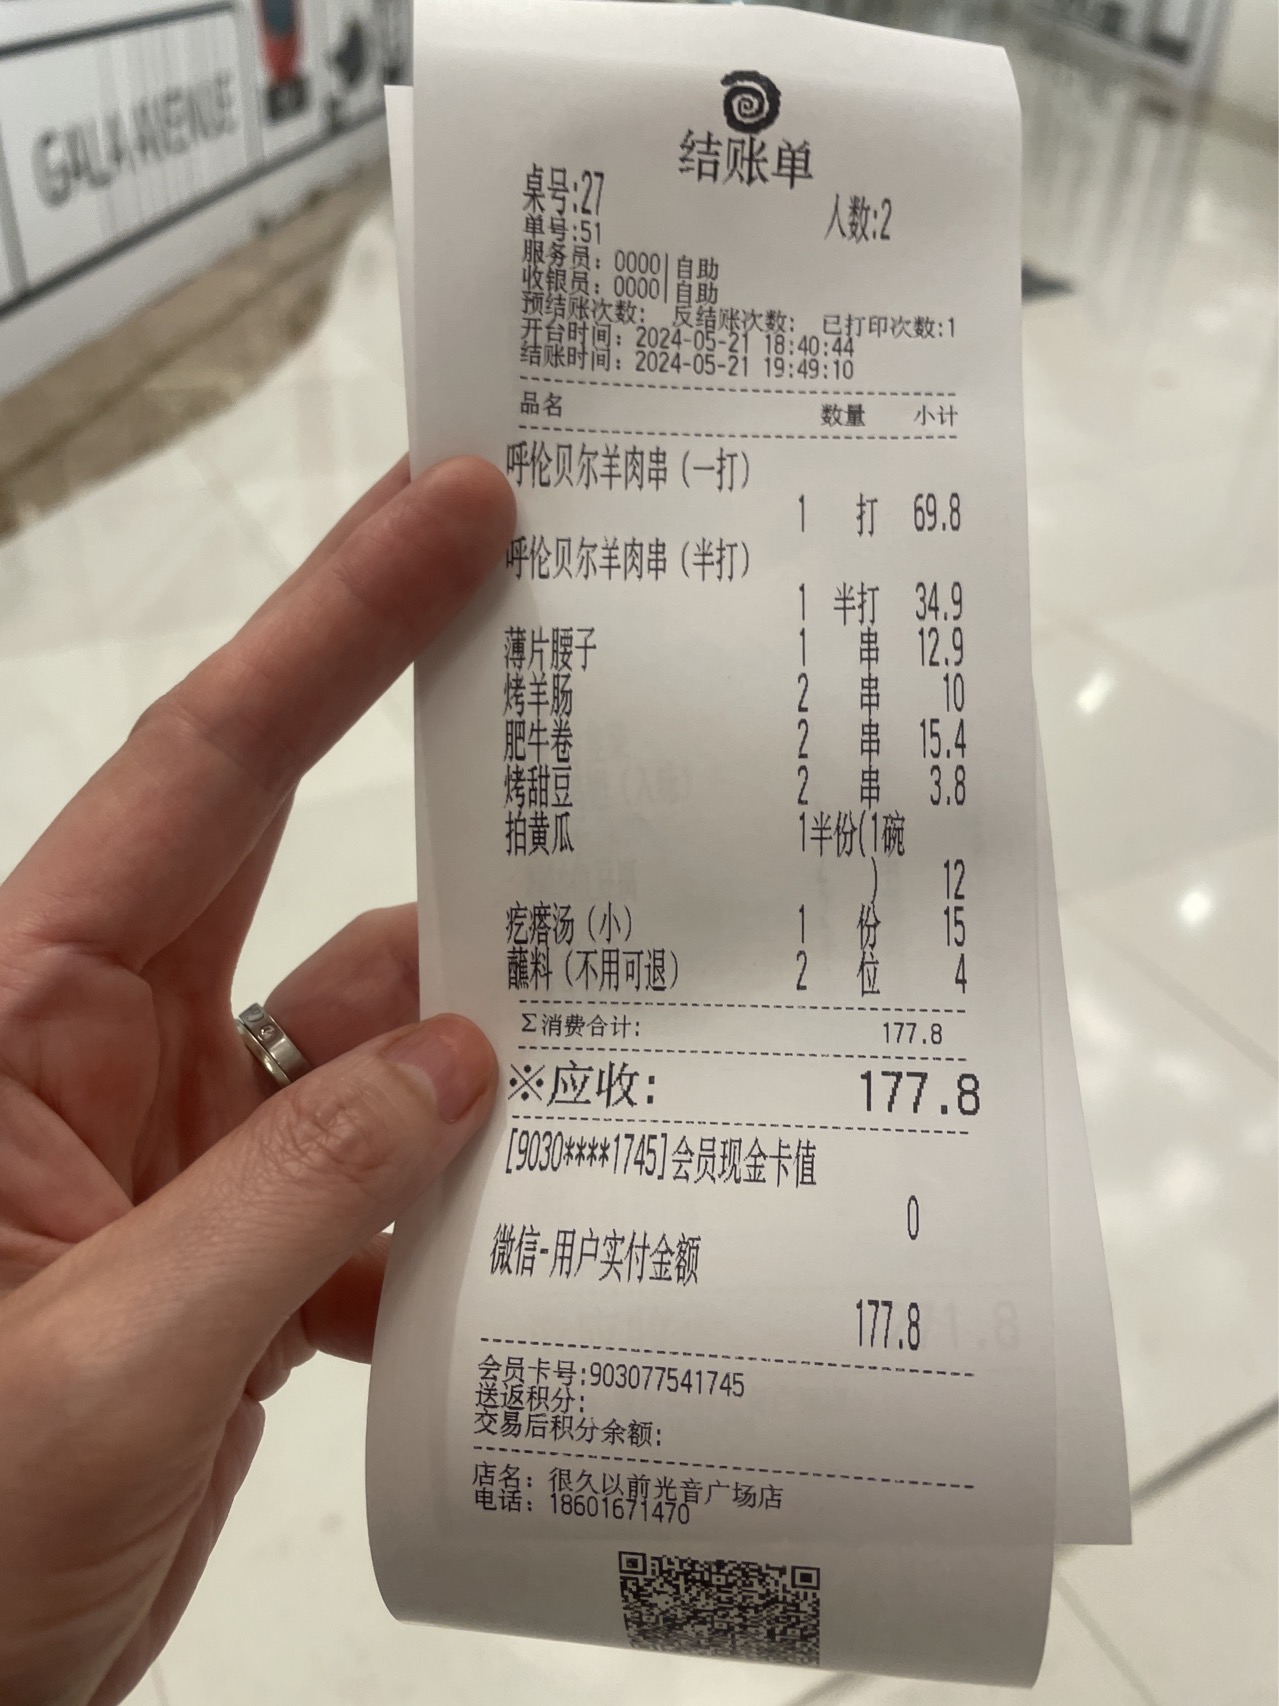 GALA AVENUE
结账单
桌号:27 人数:2
单号:51
服务员: 0000|自助
收银员: 0000|自助
预结账次数: 反结账次数: 已打印次数:1
开台时间: 2024-05-21 18:40:44
结账时间: 2024-05-21 19:49:10
品名 数量 小计
呼伦贝尔羊肉串(一打)
1 打 69.8
呼伦贝尔羊肉串(半打)
1 半打 34.9
薄片腰子 1 串 12.9
烤羊肠 2 串 10
肥牛卷 2 串 15.4
烤甜豆 2 串 3.8
拍黄瓜 1半份(1碗
) 12
疙瘩汤(小) 1 份 15
蘸料(不用可退) 2 位 4
Σ消费合计: 177.8
※应收: 177.8
[9030****1745]会员现金卡值
0
微信-用户实付金额
177.8
会员卡号:903077541745
送返积分:
交易后积分余额:
店名: 很久以前光音广场店
电话: 18601671470